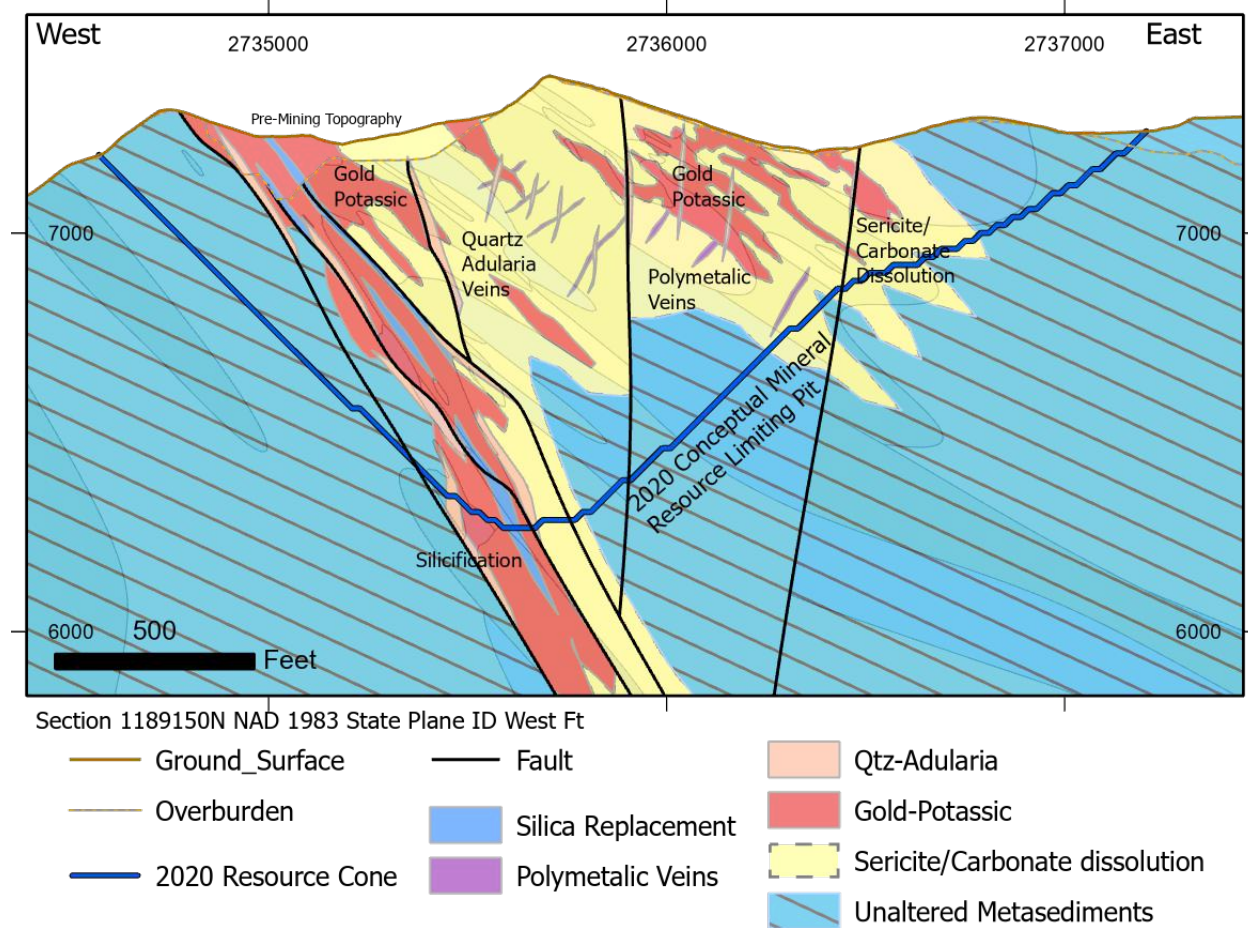 West
2735000
2736000
2737000
East
Pre-Mining Topography
Gold
Potassic
Gold
Potassic
7000
Quartz
Adularia
Veins
Sericite/
Carbonate
Dissolution
7000
Polymetalic
Veins
2020 Conceptual Mineral
Resource Limiting Pit
Silicification
6000
500
6000
Feet
Section 1189150N NAD 1983 State Plane ID West Ft
Ground_Surface
Overburden
2020 Resource Cone
Fault
Silica Replacement
Polymetalic Veins
Qtz-Adularia
Gold-Potassic
Sericite/Carbonate dissolution
Unaltered Metasediments